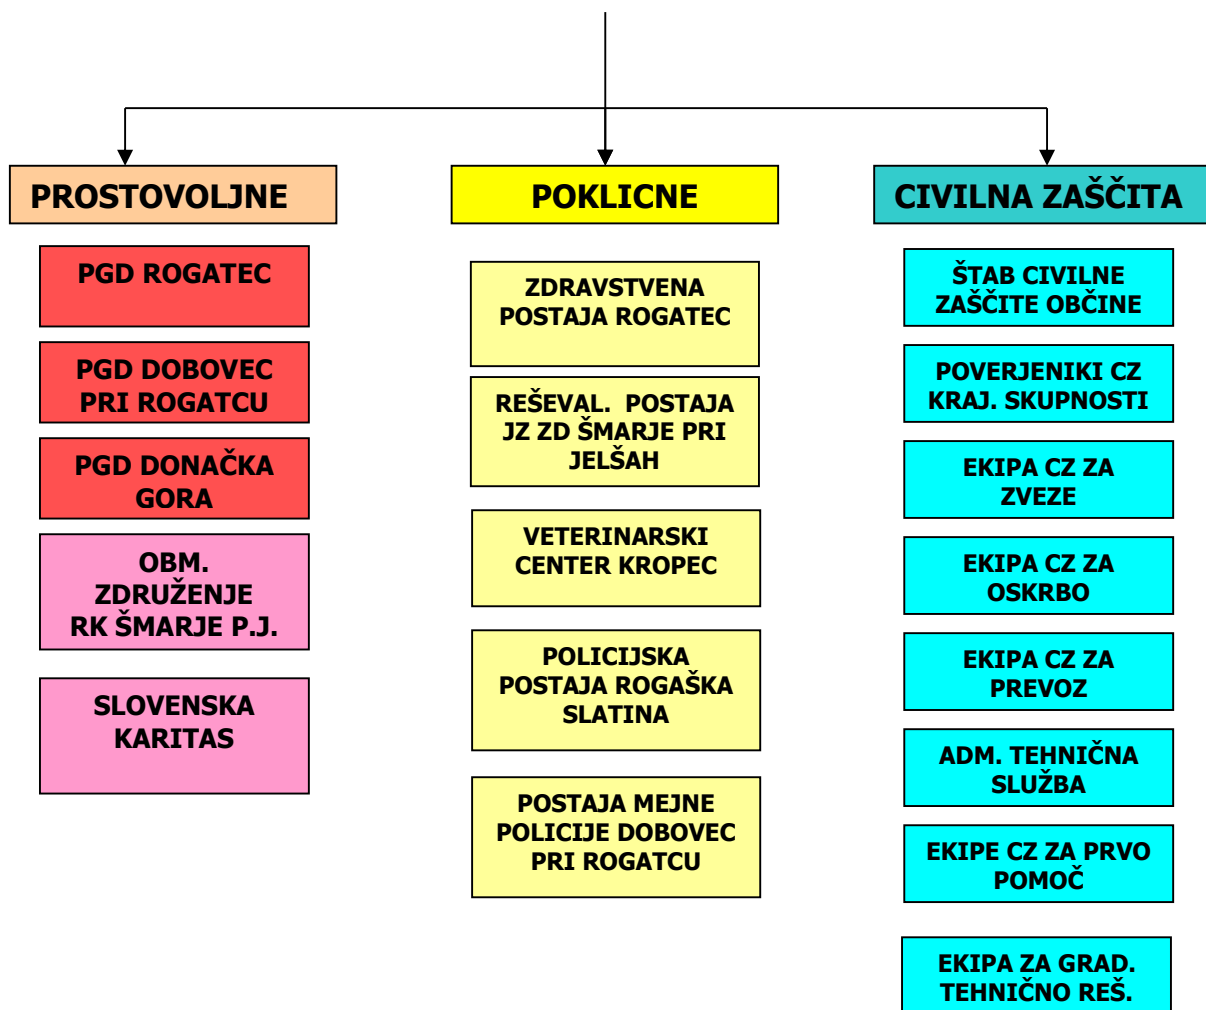 PROSTOVOLJNE
PGD ROGATEC
PGD DOBOVEC
PRI ROGATCU
PGD DONAČKA
GORA
OBM.
ZDRUŽENJE
RK ŠMARJE P.J.
SLOVENSKA
KARITAS
POKLICNE
ZDRAVSTVENA
POSTAJA ROGATEC
REŠEVAL. POSTAJA
JZ ZD ŠMARJE PRI
JELŠAH
VETERINARSKI
CENTER KROPEC
POLICIJSKA
POSTAJA ROGAŠKA
SLATINA
POSTAJA MEJNE
POLICIJE DOBOVEC
PRI ROGATCU
CIVILNA ZAŠČITA
ŠTAB CIVILNE
ZAŠČITE OBČINE
POVERJENIKI CZ
KRAJ. SKUPNOSTI
EKIPA CZ ZA
ZVEZE
EKIPA CZ ZA
OSKRBO
EKIPA CZ ZA
PREVOZ
ADM. TEHNIČNA
SLUŽBA
EKIPE CZ ZA PRVO
POMOČ
EKIPA ZA GRAD.
TEHNIČNO REŠ.